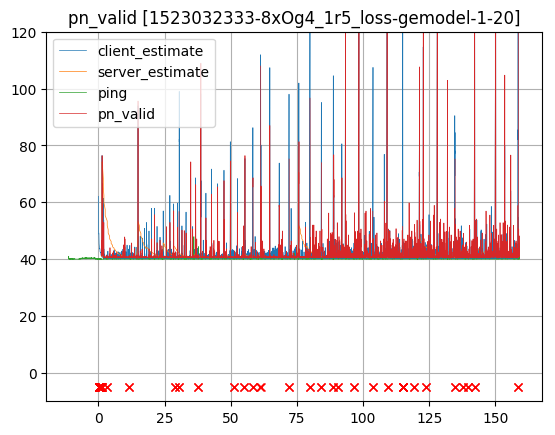 pn_valid [1523032333-8xOg4_1r5_loss-gemodel-1-20]
client_estimate
server_estimate
ping
pn_valid
120
100
80
60
40
20
0
0 25 50 75 100 125 150